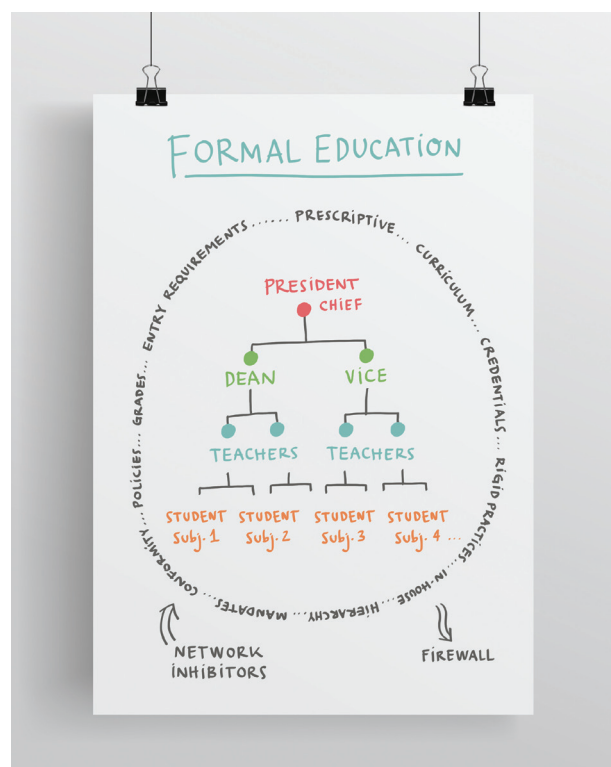 FORMAL EDUCATION
ENTRY REQUIREMENTS...... PRESCRIPTIVE... CURRICULUM... CREDENTIALS... RIGID PRACTICES... IN-HOUSE... HIERARCHY... MANDATES... CONFORMITY... POLICIES... GRADES...
PRESIDENT
CHIEF
DEAN
VICE
TEACHERS
TEACHERS
STUDENT
Subj. 1
STUDENT
Subj. 2
STUDENT
Subj. 3
STUDENT
Subj. 4 ...
NETWORK
INHIBITORS
FIREWALL